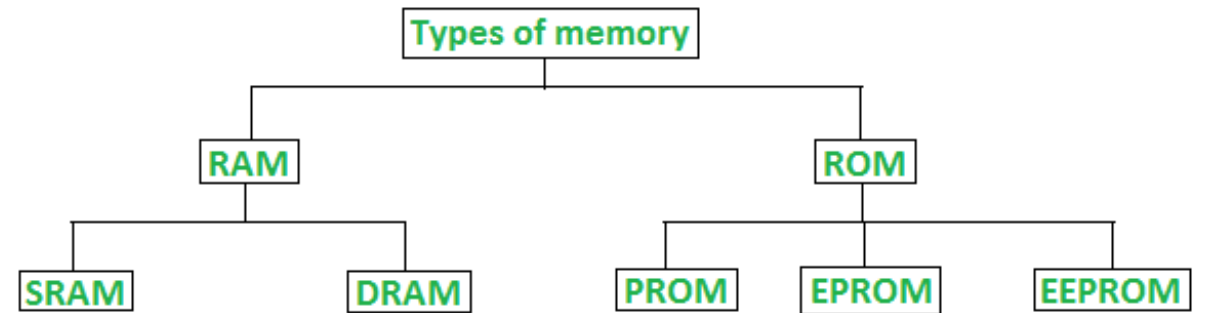 Types of memory
RAM
ROM
SRAM
DRAM
PROM
EPROM
EEPROM